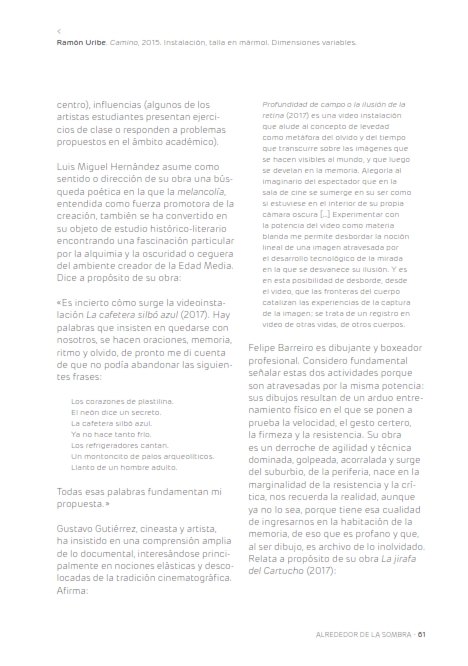 <
Ramón Uribe. Camino, 2015. Instalación, talla en mármol. Dimensiones variables.
centro), influencias (algunos de los
artistas estudiantes presentan ejerci-
cios de clase o responden a problemas
propuestos en el ámbito académico).
Luis Miguel Hernández asume como
sentido o dirección de su obra una bús-
queda poética en la que la melancolía,
entendida como fuerza promotora de la
creación, también se ha convertido en
su objeto de estudio histórico-literario
encontrando una fascinación particular
por la alquimia y la oscuridad o ceguera
del ambiente creador de la Edad Media.
Dice a propósito de su obra:
«Es incierto cómo surge la videoinsta-
lación La cafetera silbó azul (2017). Hay
palabras que insisten en quedarse con
nosotros, se hacen oraciones, memoria,
ritmo y olvido, de pronto me di cuenta
de que no podía abandonar las siguien-
tes frases:
Los corazones de plastilina.
El neón dice un secreto.
La cafetera silbó azul.
Ya no hace tanto frío.
Los refrigeradores cantan.
Un montoncito de palos arqueolíticos.
Llanto de un hombre adulto.
Todas esas palabras fundamentan mi
propuesta.»
Gustavo Gutiérrez, cineasta y artista,
ha insistido en una comprensión amplia
de lo documental, interesándose princi-
palmente en nociones elásticas y desco-
locadas de la tradición cinematográfica.
Afirma:
Profundidad de campo o la ilusión de la
retina (2017) es una video instalación
que alude al concepto de levedad
como metáfora del olvido y del tiempo
que transcurre sobre las imágenes que
se hacen visibles al mundo, y que luego
se develan en la memoria. Alegoría al
imaginario del espectador que en la
sala de cine se sumerge en su ser como
si estuviese en el interior de su propia
cámara oscura [...] Experimentar con
la potencia del video como materia
blanda me permite desbordar la noción
lineal de una imagen atravesada por
el desarrollo tecnológico de la mirada
en la que se desvanece su ilusión. Y es
en esta posibilidad de desborde, desde
el video, que las fronteras del cuerpo
catalizan las experiencias de la captura
de la imagen; se trata de un registro en
video de otras vidas, de otros cuerpos.
Felipe Barreiro es dibujante y boxeador
profesional. Considero fundamental
señalar estas dos actividades porque
son atravesadas por la misma potencia:
sus dibujos resultan de un arduo entre-
namiento físico en el que se ponen a
prueba la velocidad, el gesto certero,
la firmeza y la resistencia. Su obra
es un derroche de agilidad y técnica
dominada, golpeada, acorralada y surge
del suburbio, de la periferia, nace en la
marginalidad de la resistencia y la crí-
tica, nos recuerda la realidad, aunque
ya no lo sea, porque tiene esa cualidad
de ingresarnos en la habitación de la
memoria, de eso que es profano y que,
al ser dibujo, es archivo de lo inolvidado.
Relata a propósito de su obra La jirafa
del Cartucho (2017):
ALREDEDOR DE LA SOMBRA - 61